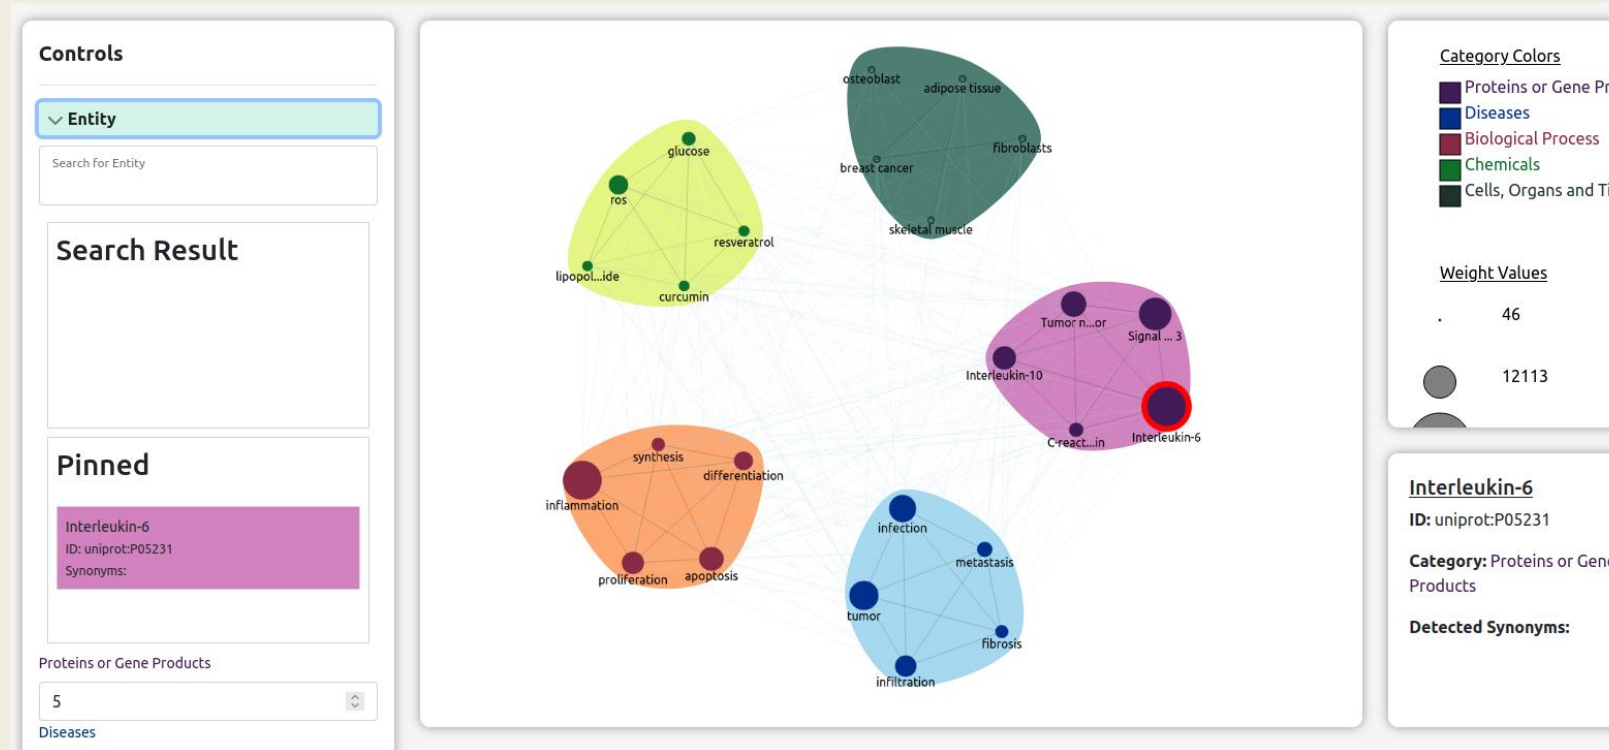 Controls
Entity
Search for Entity
Search Result
Pinned
Interleukin-6
ID: uniprot:P05231
Synonyms:
Proteins or Gene Products
5
Diseases
osteoblast
adipose tissue
fibroblasts
breast cancer
skeletal muscle
glucose
ros
resveratrol
lipopol...ide
curcumin
Tumor n...or
Signal ... 3
Interleukin-10
C-react...in
Interleukin-6
synthesis
differentiation
inflammation
proliferation
apoptosis
infection
metastasis
tumor
fibrosis
infiltration
Category Colors
Proteins or Gene Pr
Diseases
Biological Process
Chemicals
Cells, Organs and Ti
Weight Values
46
12113
Interleukin-6
ID: uniprot:P05231
Category: Proteins or Gene
Products
Detected Synonyms: